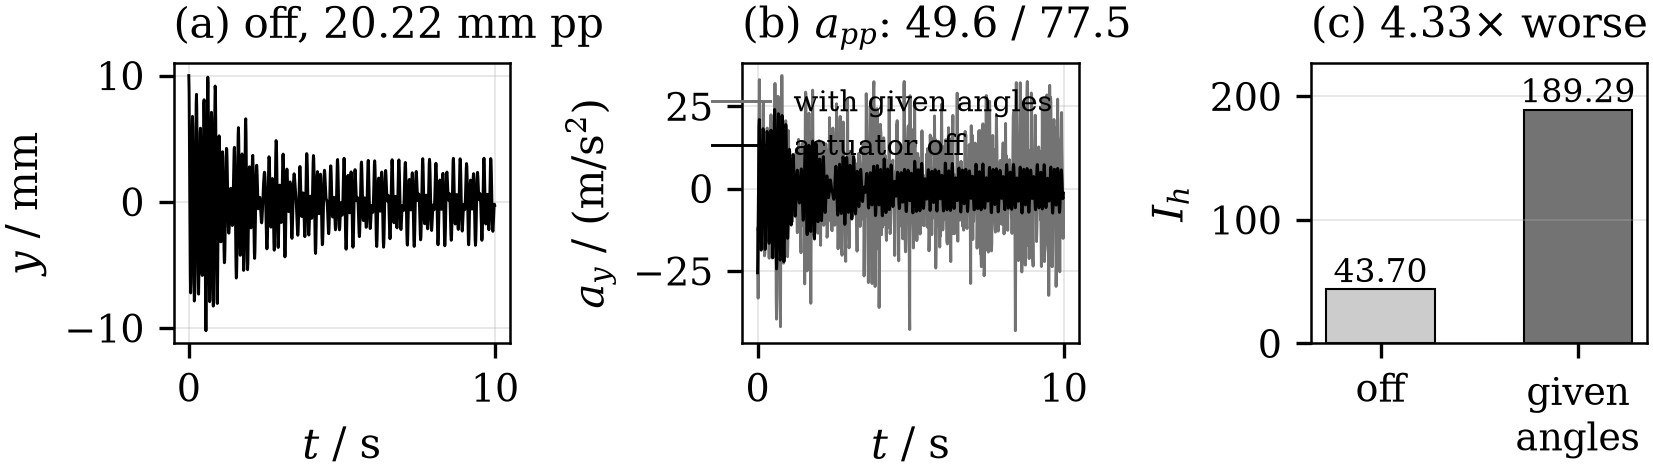 (a) off, 20.22 mm pp
10
0
−10
y / mm
0
10
t / s
(b) a_pp: 49.6 / 77.5
25
0
−25
a_y / (m/s²)
with given angles
actuator off
0
10
t / s
(c) 4.33× worse
200
100
0
I_h
43.70
189.29
off
given
angles